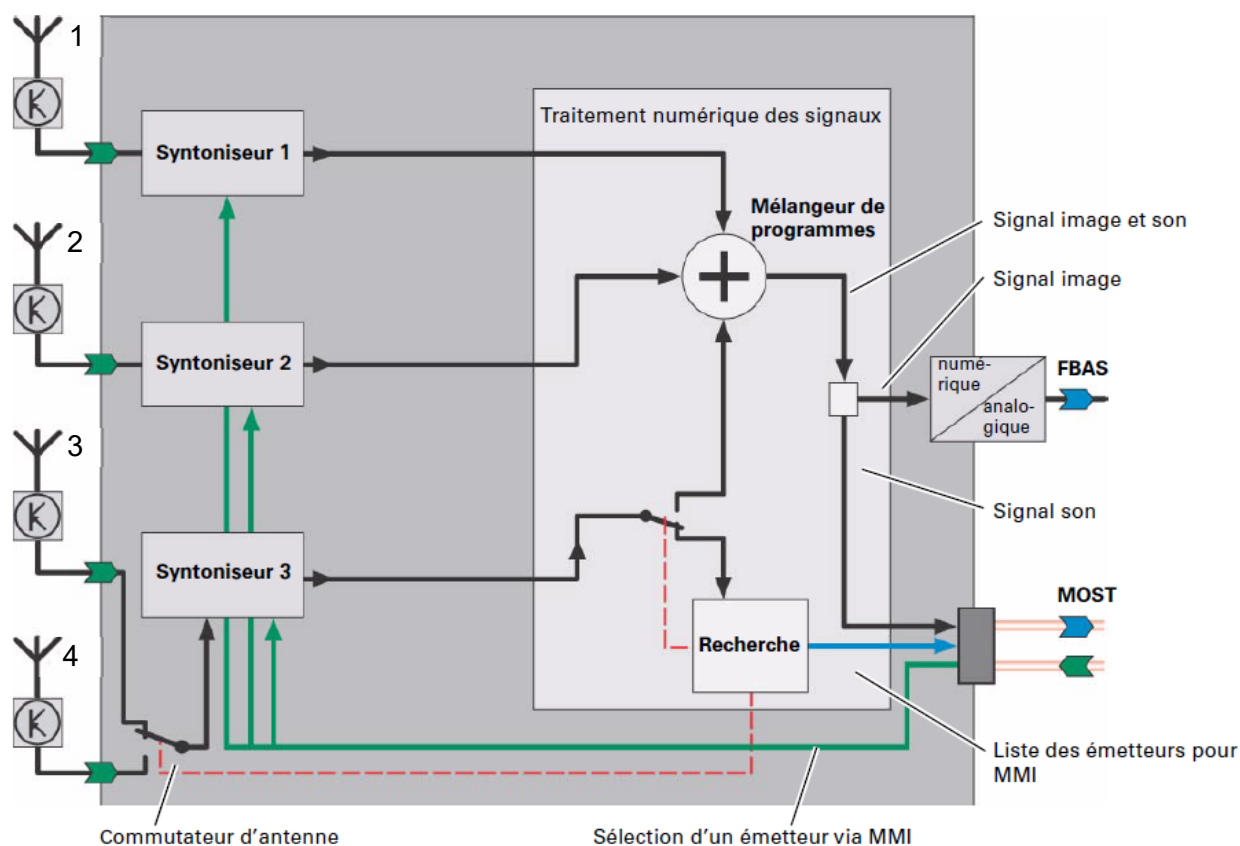 1
Traitement numérique des signaux
Syntoniseur 1
Mélangeur de
programmes
Signal image et son
2
Signal image
Syntoniseur 2
numé-
rique
analo-
gique
FBAS
3
Signal son
Syntoniseur 3
MOST
Recherche
4
Liste des émetteurs pour
MMI
Commutateur d'antenne
Sélection d'un émetteur via MMI